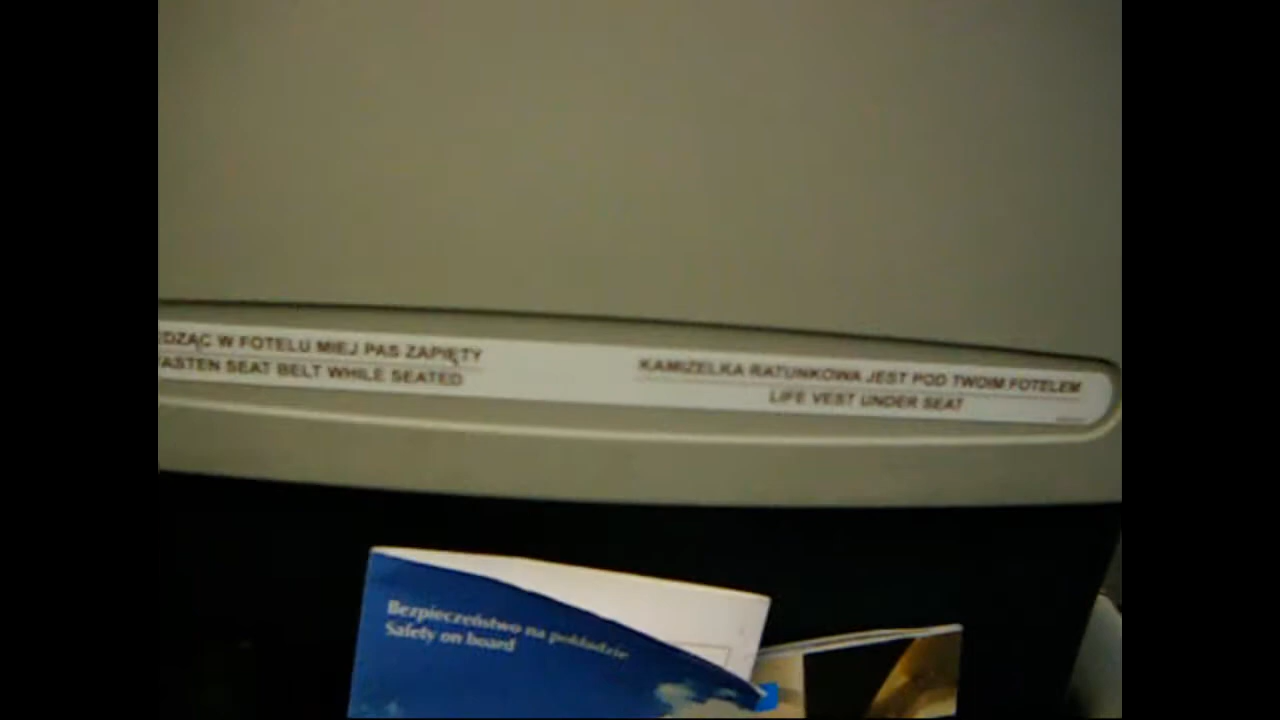 DZĄC W FOTELU MIEJ PAS ZAPIĘTY
ASTEN SEAT BELT WHILE SEATED
KAMIZELKA RATUNKOWA JEST POD TWOIM FOTELEM
LIFE VEST UNDER SEAT
Bezpieczeństwo na pokładzie
Safety on board